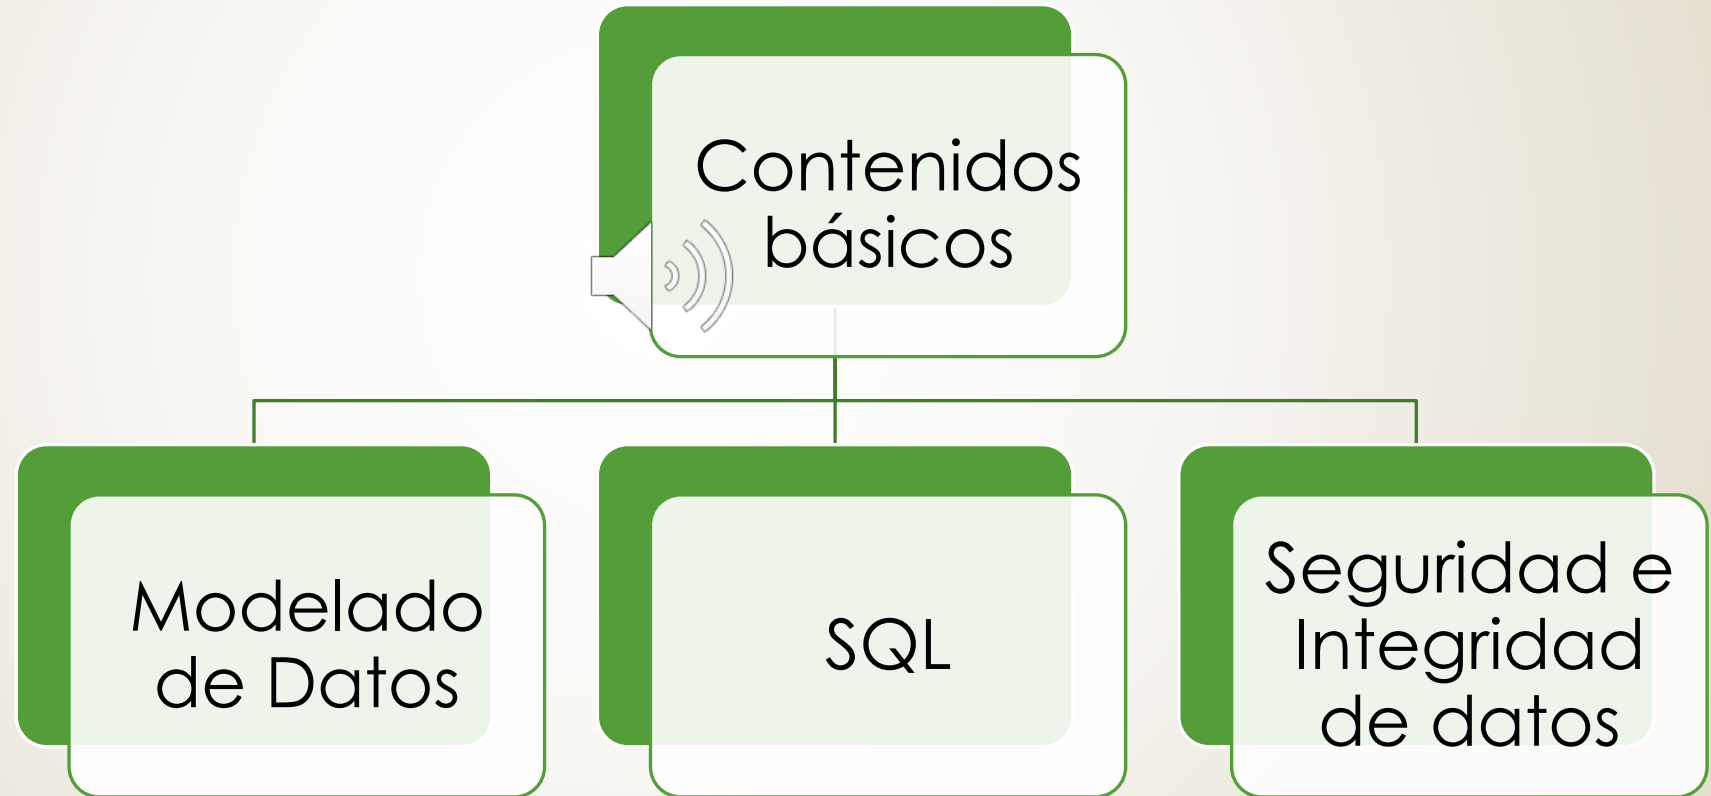 Contenidos
básicos
Modelado
de Datos
SQL
Seguridad e
Integridad
de datos